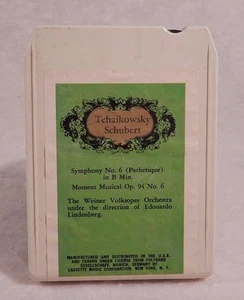 Tchaikowsky
Schubert
Symphony No. 6 (Pathetique)
in B Min.
Moment Musical Op. 94 No. 6
The Weiner Volksoper Orchestra
under the direction of Edouardo
Lindenberg.
MANUFACTURED AND DISTRIBUTED IN THE U.S.A.
AND CANADA UNDER LICENSE FROM POLYBAND
GESELLSCHAFT, MUNICH, GERMANY BY
CASSETTE MUSIC CORPORATION, NEW YORK, N. Y.